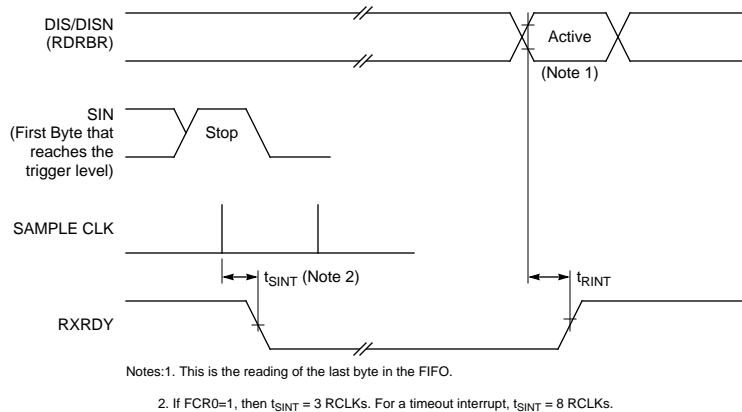 DIS/DISN
(RDRBR)
Active
(Note 1)
SIN
(First Byte that
reaches the
trigger level)
Stop
SAMPLE CLK
tSINT (Note 2)
tRINT
RXRDY
Notes:1. This is the reading of the last byte in the FIFO.
2. If FCR0=1, then tSINT = 3 RCLKs. For a timeout interrupt, tSINT = 8 RCLKs.